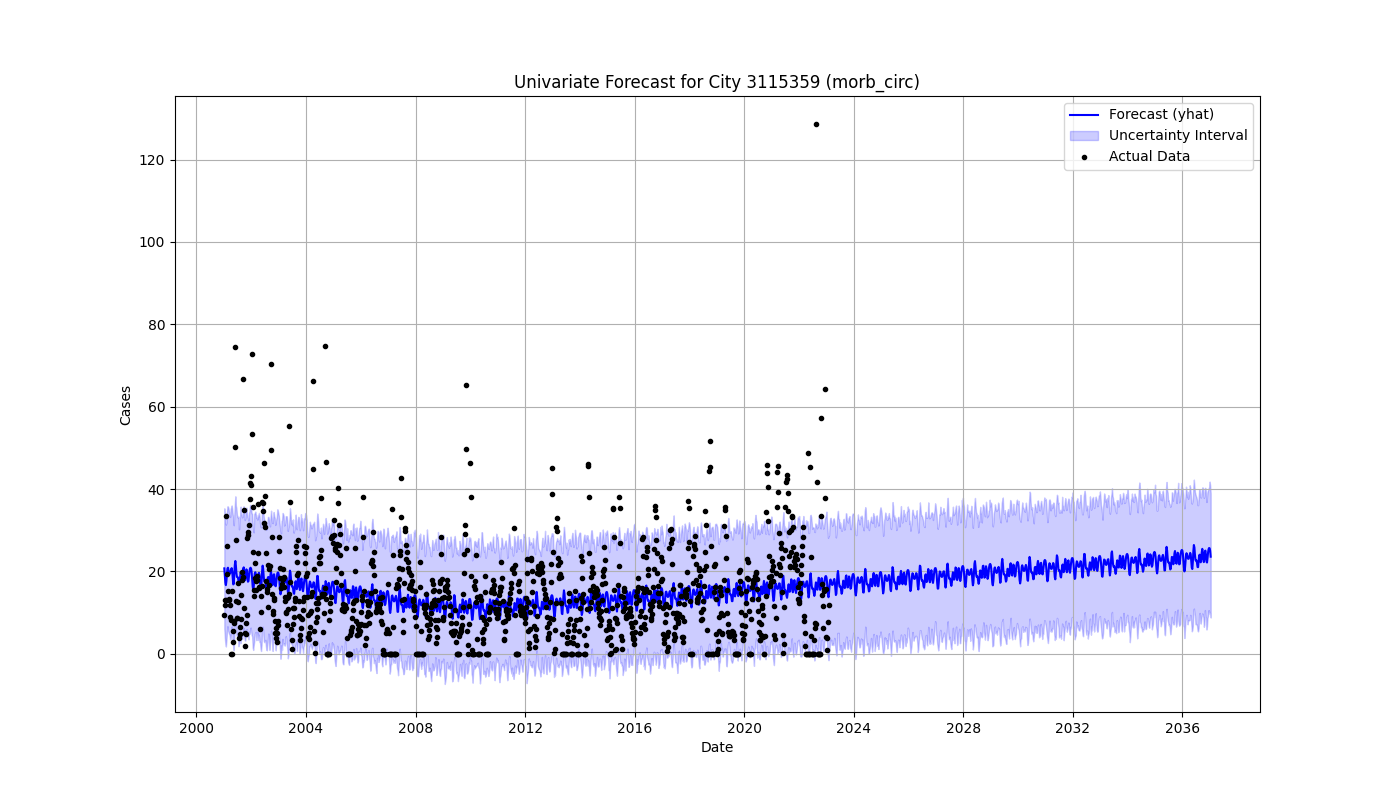 Univariate Forecast for City 3115359 (morb_circ)
Forecast (yhat)
Uncertainty Interval
Actual Data
120
100
80
60
40
20
0
Cases
2000 2004 2008 2012 2016 2020 2024 2028 2032 2036
Date